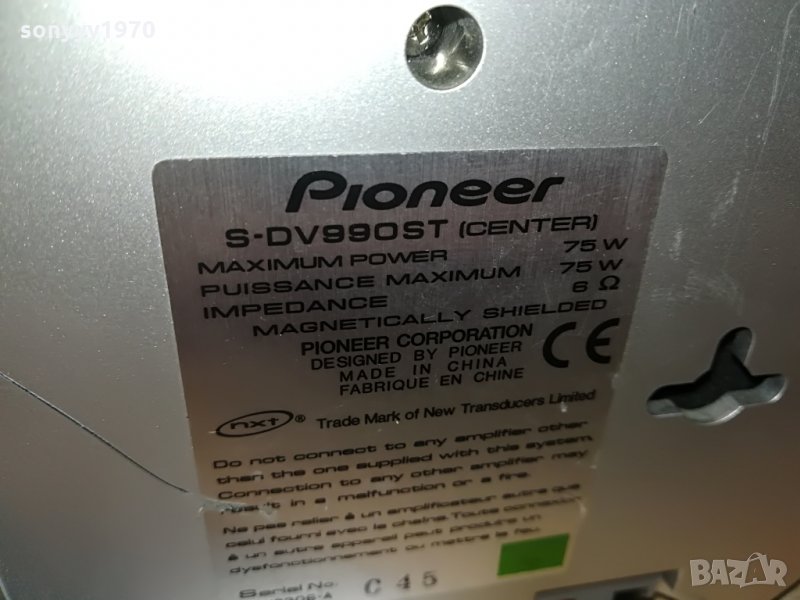 sonyovy1970
Pioneer
S-DV990ST (CENTER)
MAXIMUM POWER 75 W
PUISSANCE MAXIMUM 75 W
IMPEDANCE 6 Ω
MAGNETICALLY SHIELDED
PIONEER CORPORATION
DESIGNED BY PIONEER
MADE IN CHINA
FABRIQUE EN CHINE
CE
nxt® Trade Mark of New Transducers Limited
Do not connect to any amplifier other
than the one supplied with this system.
Connection to any other amplifier may
in a malfunction or a fire.
Ne pas relier à un amplificateur autre que
celui fourni avec la chaîne. Toute connexion
à un autre appareil peut produire un
dysfonctionnement ou mettre le feu.
Serial No.
C 45
BAZAR